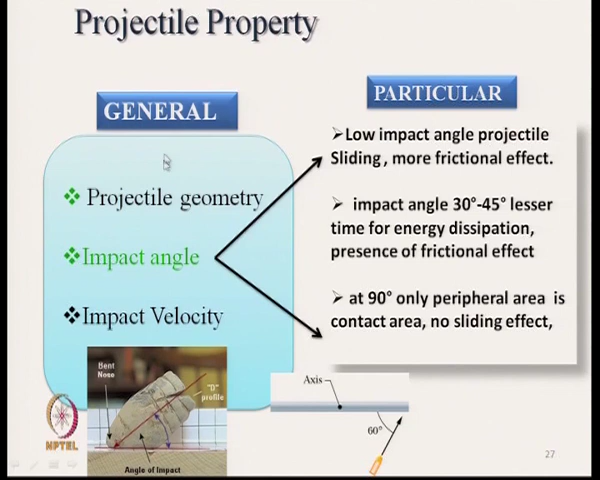 Projectile Property
GENERAL
❖ Projectile geometry
❖Impact angle
❖Impact Velocity
PARTICULAR
➢Low impact angle projectile
Sliding , more frictional effect.
➢ impact angle 30°-45° lesser
time for energy dissipation,
presence of frictional effect
➢ at 90° only peripheral area is
contact area, no sliding effect,
Bent
Nose
"D"
profile
Angle of Impact
Axis
60°
NPTEL
27